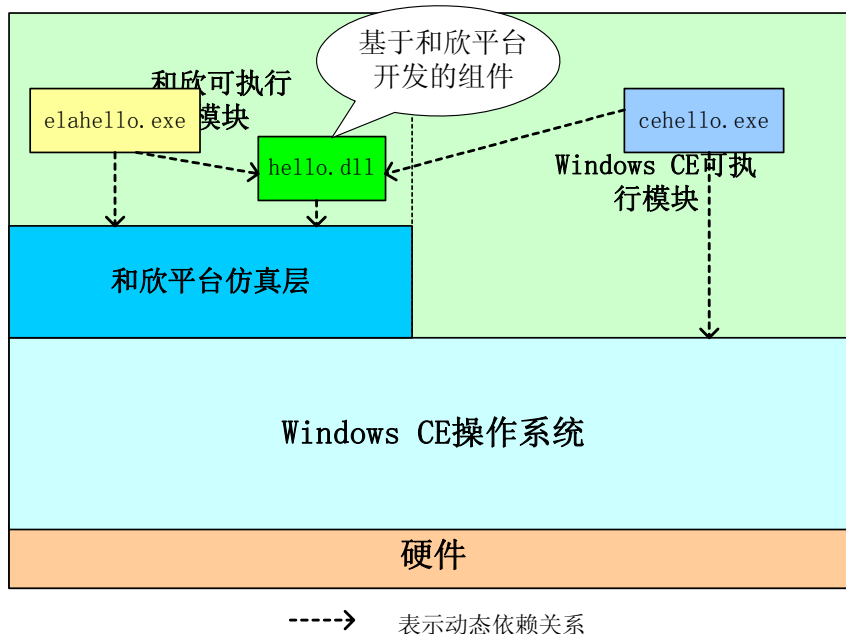 基于和欣平台
开发的组件
和欣可执行
模块
elahello.exe
hello.dll
cehello.exe
Windows CE可执
行模块
和欣平台仿真层
Windows CE操作系统
硬件
表示动态依赖关系